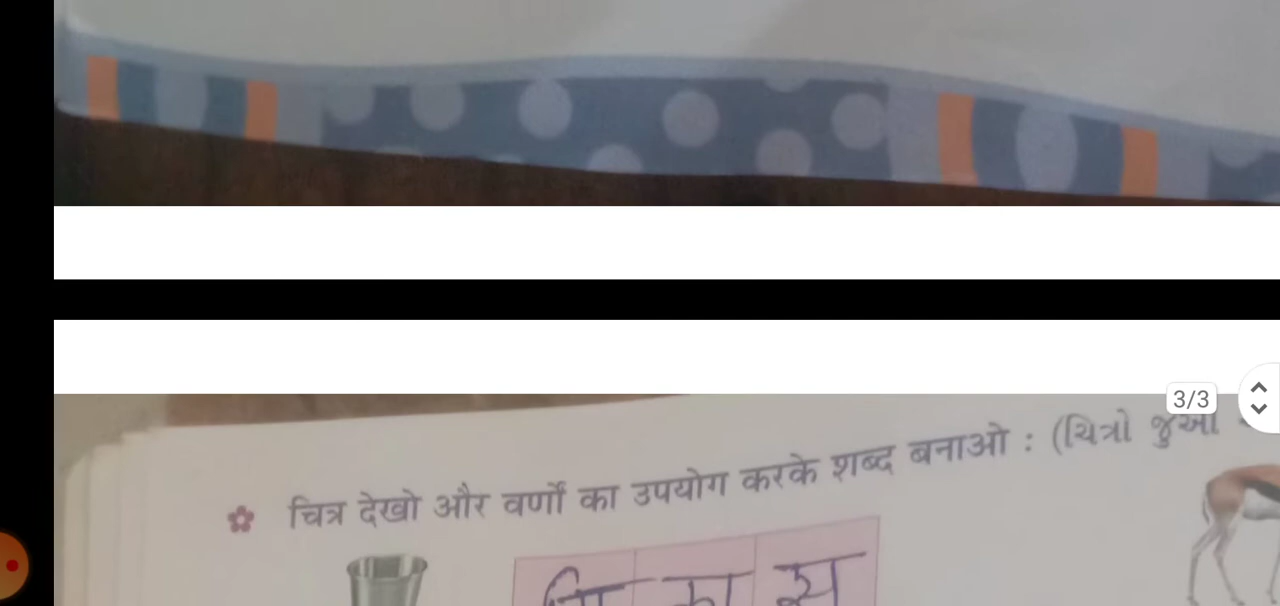 3/3
चित्र देखो और वर्णों का उपयोग करके शब्द बनाओ : (ચિત્રો જુઓ